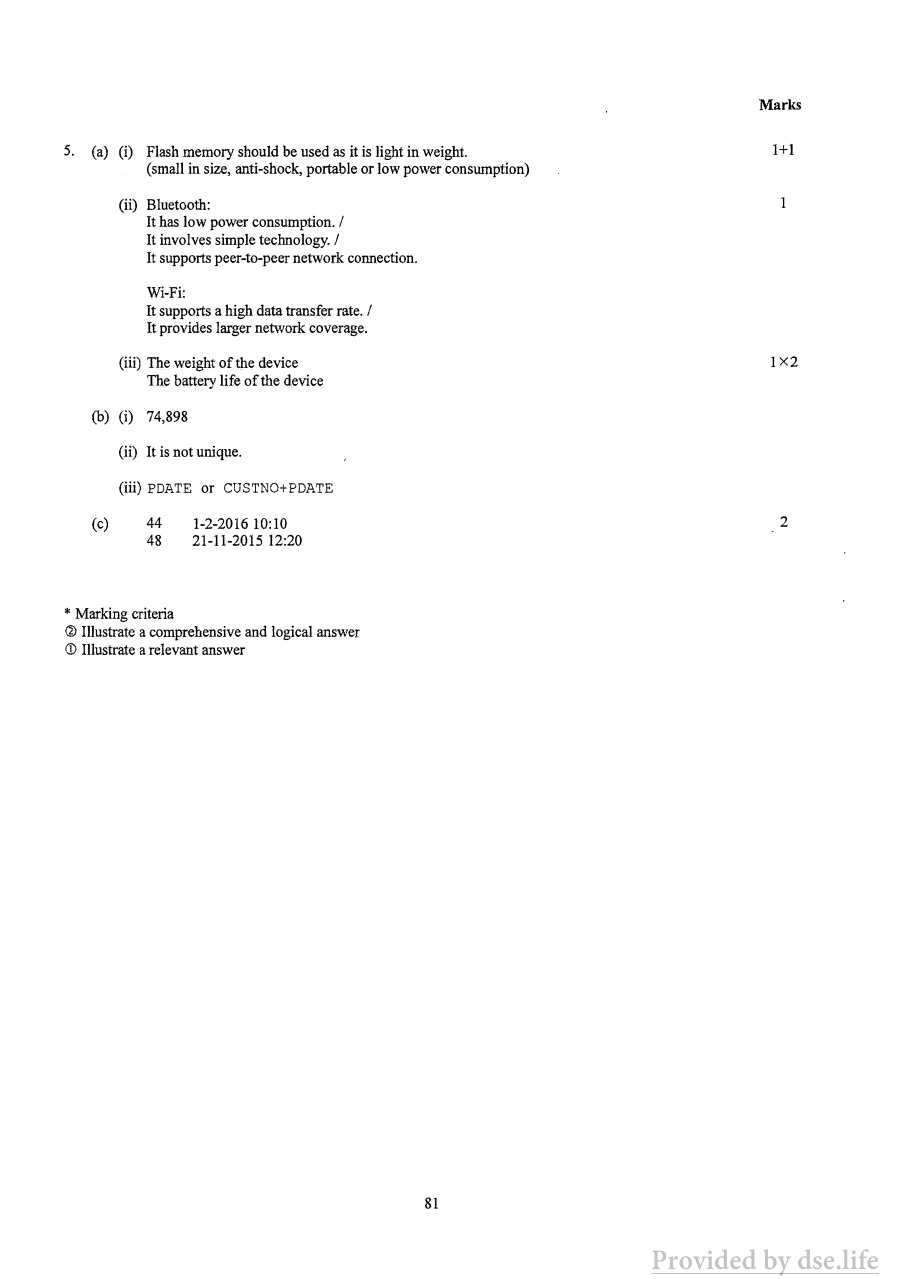 Marks
5. (a) (i) Flash memory should be used as it is light in weight. 1+1
(small in size, anti-shock, portable or low power consumption)
(ii) Bluetooth: 1
It has low power consumption. /
It involves simple technology. /
It supports peer-to-peer network connection.
Wi-Fi:
It supports a high data transfer rate. /
It provides larger network coverage.
(iii) The weight of the device 1×2
The battery life of the device
(b) (i) 74,898
(ii) It is not unique.
(iii) PDATE or CUSTNO+PDATE
(c) 44 1-2-2016 10:10 2
48 21-11-2015 12:20
* Marking criteria
② Illustrate a comprehensive and logical answer
① Illustrate a relevant answer
81
Provided by dse.life